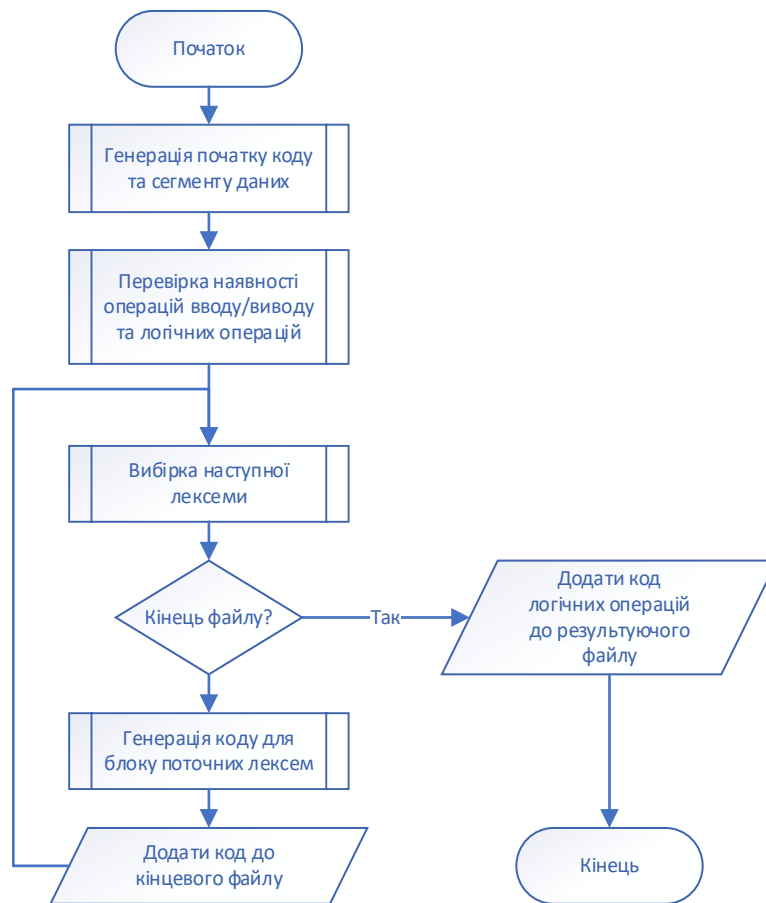 Початок
Генерація початку коду
та сегменту даних
Перевірка наявності
операцій вводу/виводу
та логічних операцій
Вибірка наступної
лексеми
Кінець файлу?
Так
Додати код
логічних операцій
до результуючого
файлу
Генерація коду для
блоку поточних лексем
Додати код до
кінцевого файлу
Кінець